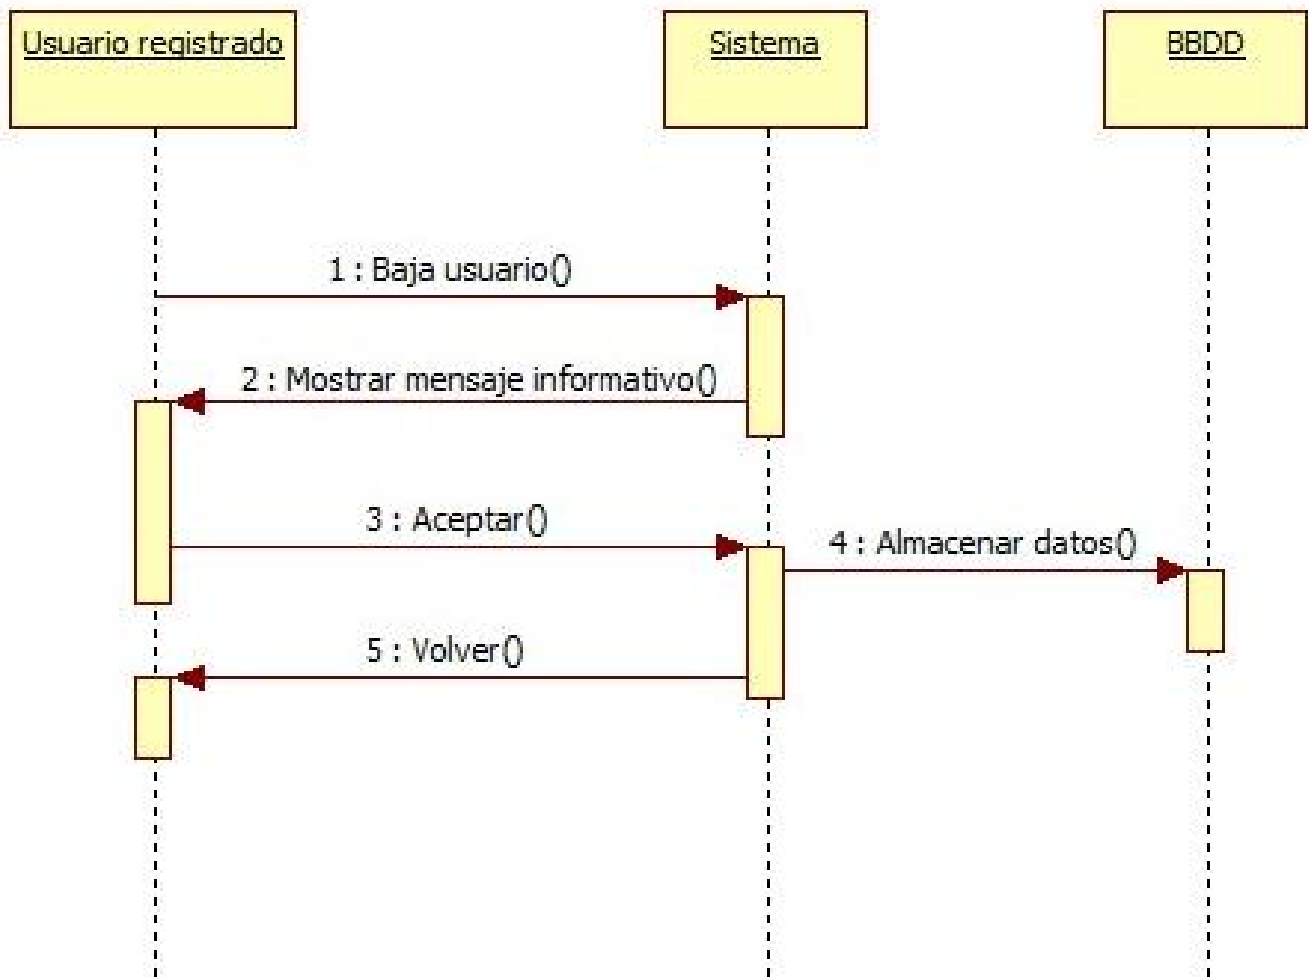 Usuario registrado
Sistema
BBDD
1 : Baja usuario()
2 : Mostrar mensaje informativo()
3 : Aceptar()
4 : Almacenar datos()
5 : Volver()